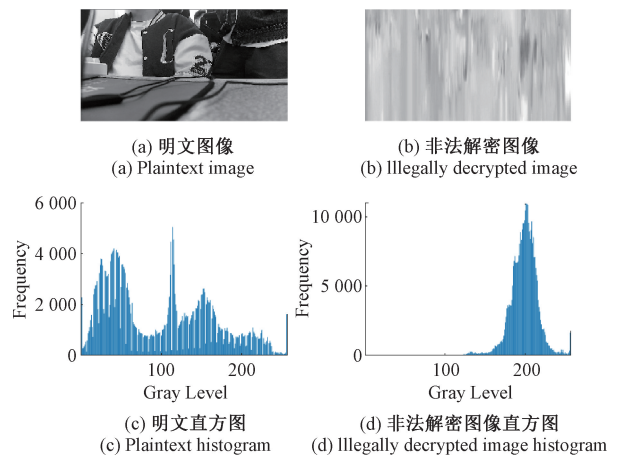 (a) 明文图像
(a) Plaintext image
(b) 非法解密图像
(b) lllegally decrypted image
6 000
4 000
2 000
0
Frequency
100
200
Gray Level
(c) 明文直方图
(c) Plaintext histogram
10 000
5 000
0
Frequency
100
200
Gray Level
(d) 非法解密图像直方图
(d) lllegally decrypted image histogram